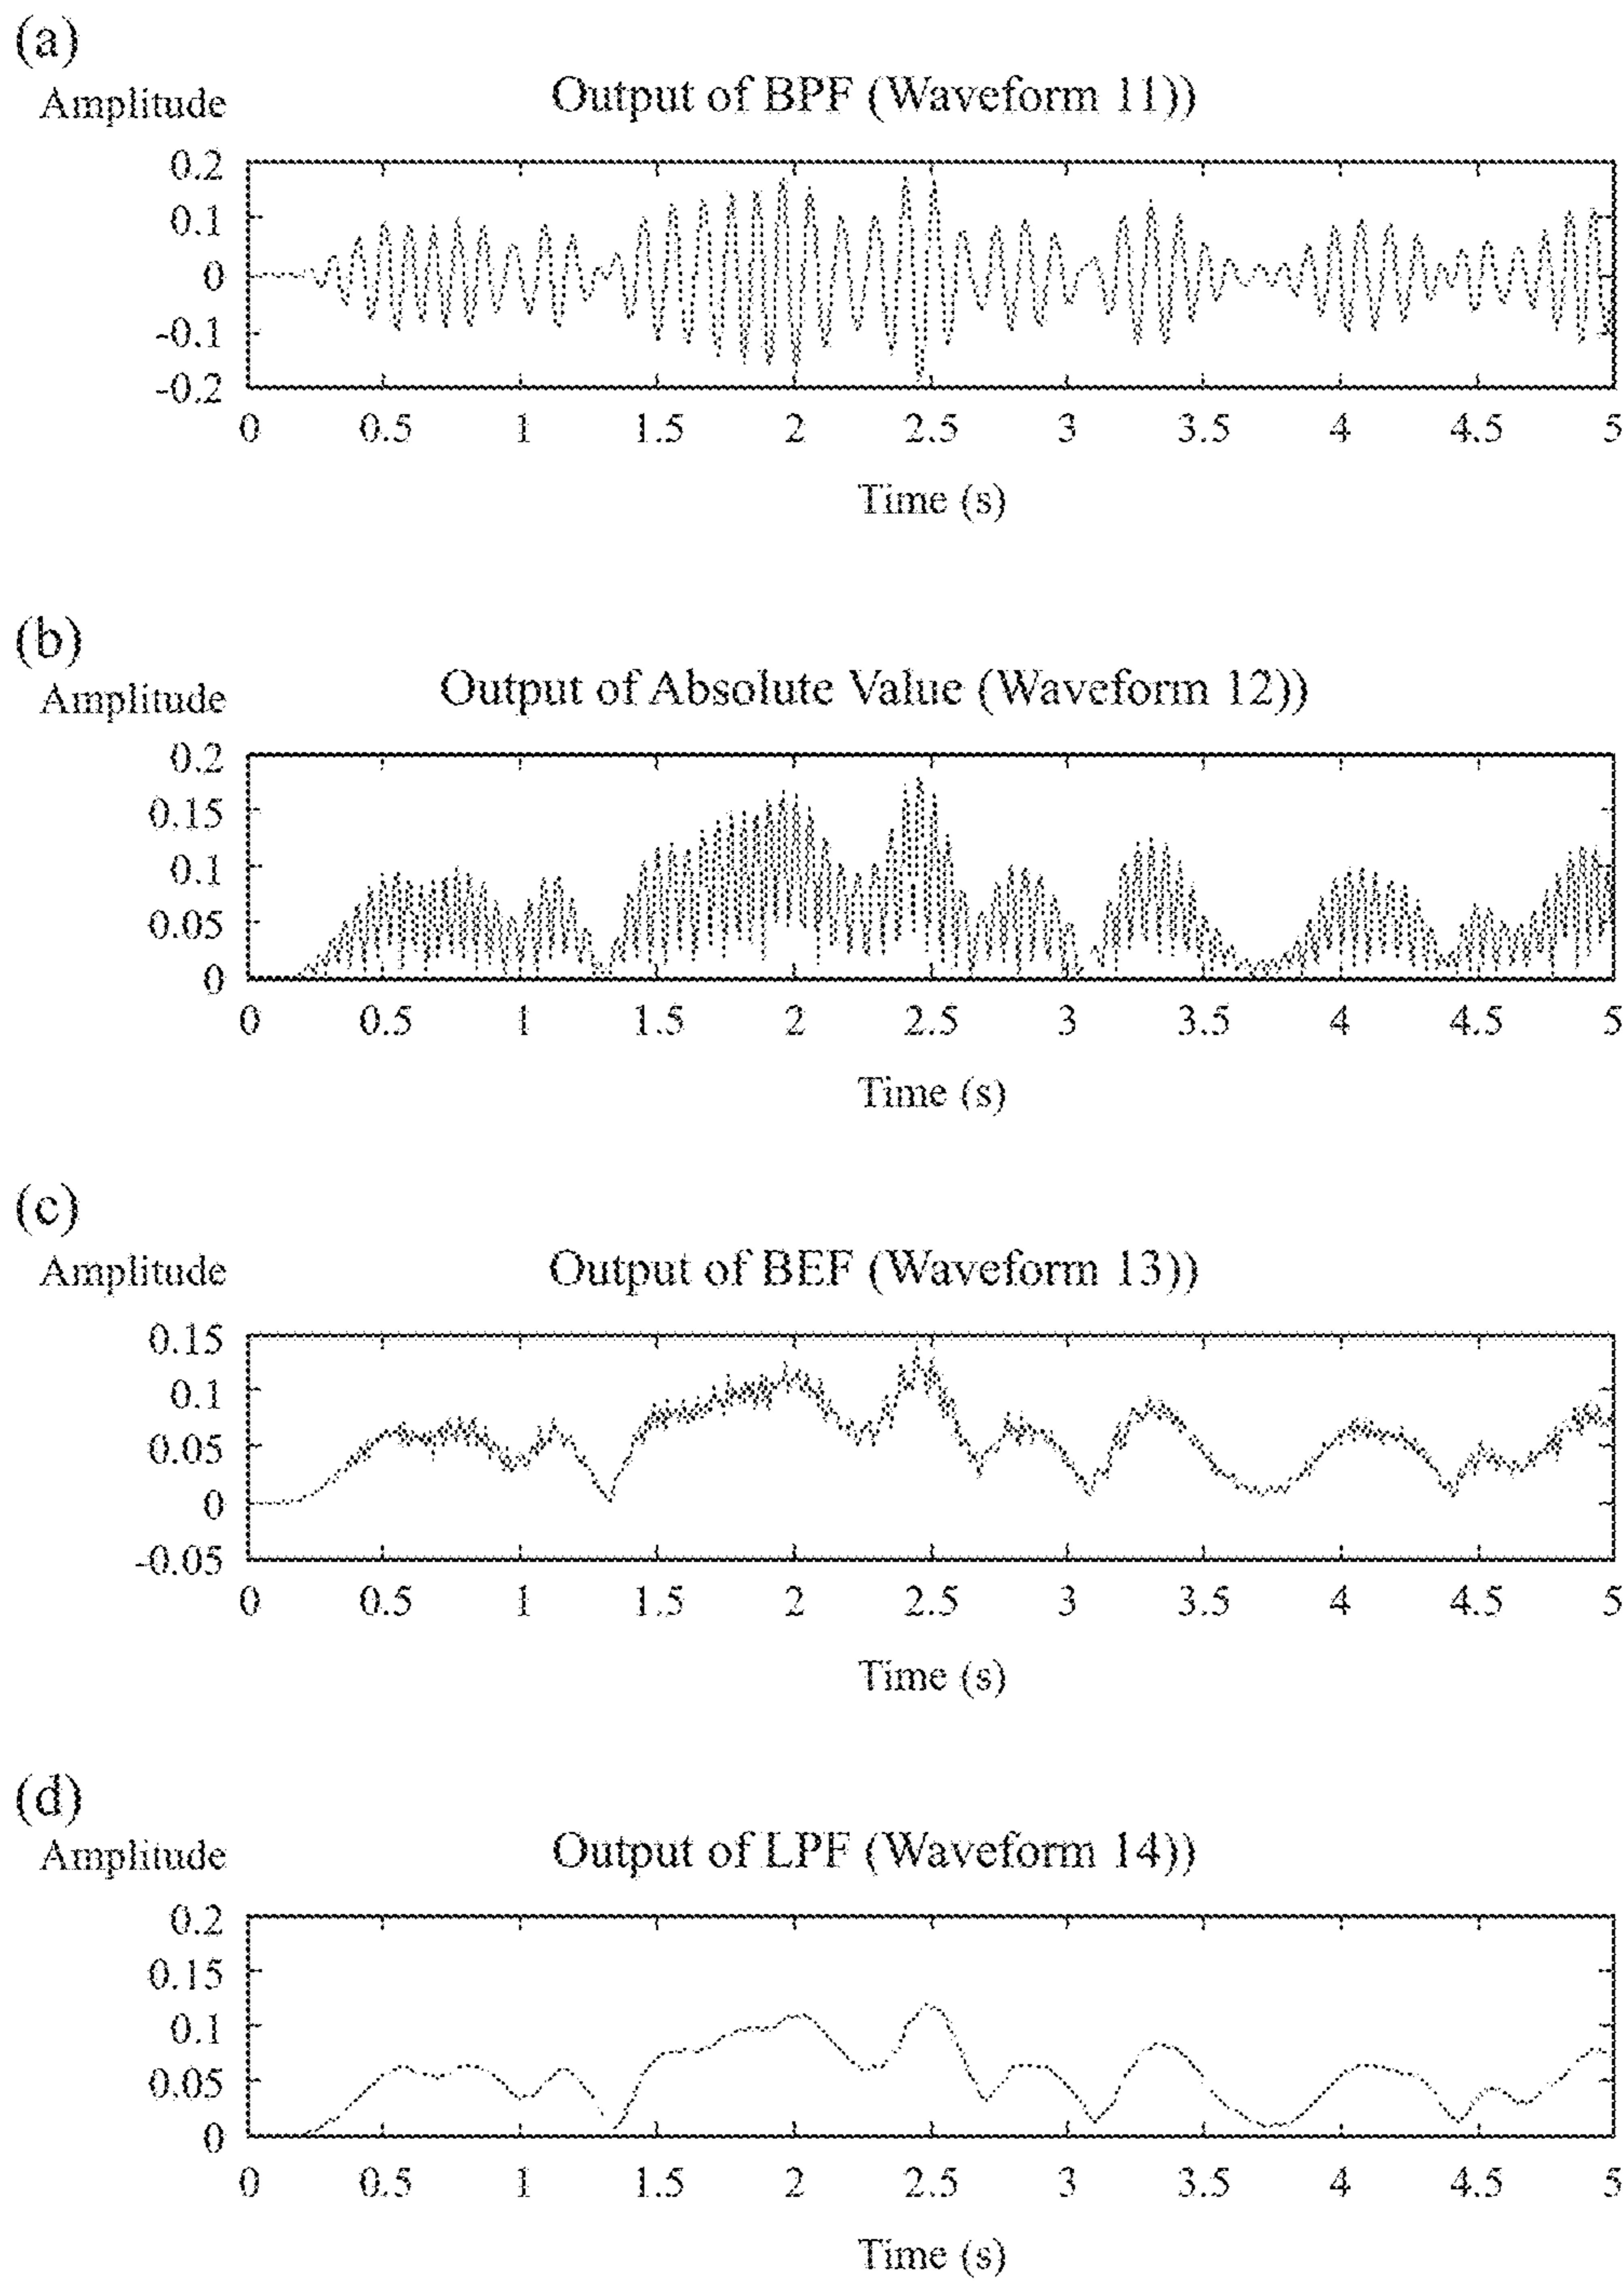 (a)
Amplitude
Output of BPF (Waveform 11))
0.2
0.1
0
-0.1
-0.2
0 0.5 1 1.5 2 2.5 3 3.5 4 4.5 5
Time (s)
(b)
Amplitude
Output of Absolute Value (Waveform 12))
0.2
0.15
0.1
0.05
0
0 0.5 1 1.5 2 2.5 3 3.5 4 4.5 5
Time (s)
(c)
Amplitude
Output of BEF (Waveform 13))
0.15
0.1
0.05
0
-0.05
0 0.5 1 1.5 2 2.5 3 3.5 4 4.5 5
Time (s)
(d)
Amplitude
Output of LPF (Waveform 14))
0.2
0.15
0.1
0.05
0
0 0.5 1 1.5 2 2.5 3 3.5 4 4.5 5
Time (s)